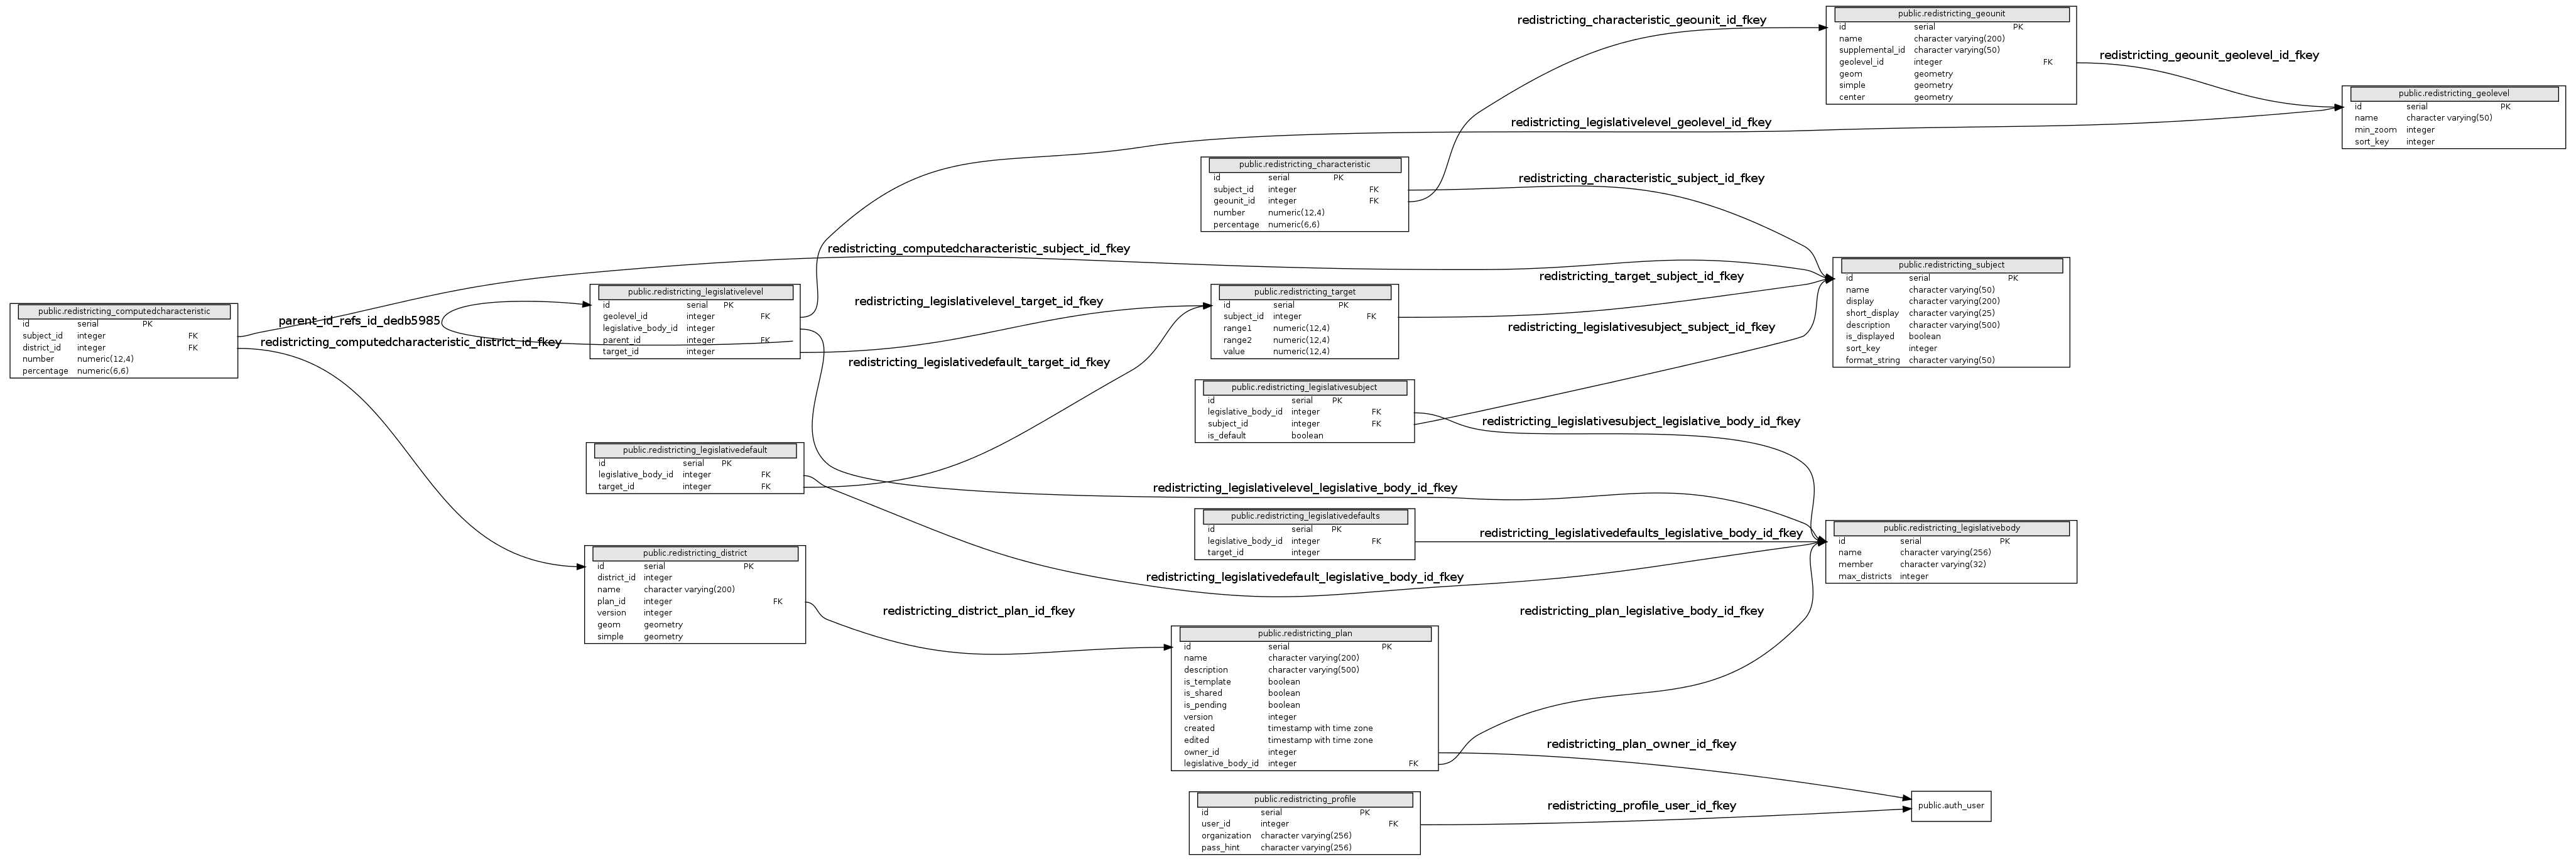 public.redistricting_computedcharacteristic
id serial PK
subject_id integer FK
district_id integer FK
number numeric(12,4)
percentage numeric(6,6)
parent_id_refs_id_dedb5985
redistricting_computedcharacteristic_district_id_fkey
public.redistricting_legislativelevel
id serial PK
geolevel_id integer FK
legislative_body_id integer
parent_id integer FK
target_id integer
public.redistricting_legislativedefault
id serial PK
legislative_body_id integer FK
target_id integer FK
public.redistricting_district
id serial PK
district_id integer
name character varying(200)
plan_id integer FK
version integer
geom geometry
simple geometry
redistricting_computedcharacteristic_subject_id_fkey
redistricting_legislativelevel_target_id_fkey
redistricting_legislativedefault_target_id_fkey
redistricting_district_plan_id_fkey
public.redistricting_characteristic
id serial PK
subject_id integer FK
geounit_id integer FK
number numeric(12,4)
percentage numeric(6,6)
public.redistricting_target
id serial PK
subject_id integer FK
range1 numeric(12,4)
range2 numeric(12,4)
value numeric(12,4)
public.redistricting_legislativesubject
id serial PK
legislative_body_id integer FK
subject_id integer FK
is_default boolean
redistricting_legislativelevel_legislative_body_id_fkey
public.redistricting_legislativedefaults
id serial PK
legislative_body_id integer FK
target_id integer
redistricting_legislativedefault_legislative_body_id_fkey
public.redistricting_plan
id serial PK
name character varying(200)
description character varying(500)
is_template boolean
is_shared boolean
is_pending boolean
version integer
created timestamp with time zone
edited timestamp with time zone
owner_id integer
legislative_body_id integer FK
public.redistricting_profile
id serial PK
user_id integer FK
organization character varying(256)
pass_hint character varying(256)
redistricting_characteristic_geounit_id_fkey
redistricting_legislativelevel_geolevel_id_fkey
redistricting_characteristic_subject_id_fkey
redistricting_target_subject_id_fkey
redistricting_legislativesubject_subject_id_fkey
redistricting_legislativesubject_legislative_body_id_fkey
redistricting_legislativedefaults_legislative_body_id_fkey
redistricting_plan_legislative_body_id_fkey
redistricting_plan_owner_id_fkey
redistricting_profile_user_id_fkey
public.redistricting_geounit
id serial PK
name character varying(200)
supplemental_id character varying(50)
geolevel_id integer FK
geom geometry
simple geometry
center geometry
public.redistricting_subject
id serial PK
name character varying(50)
display character varying(200)
short_display character varying(25)
description character varying(500)
is_displayed boolean
sort_key integer
format_string character varying(50)
public.redistricting_legislativebody
id serial PK
name character varying(256)
member character varying(32)
max_districts integer
public.auth_user
redistricting_geounit_geolevel_id_fkey
public.redistricting_geolevel
id serial PK
name character varying(50)
min_zoom integer
sort_key integer